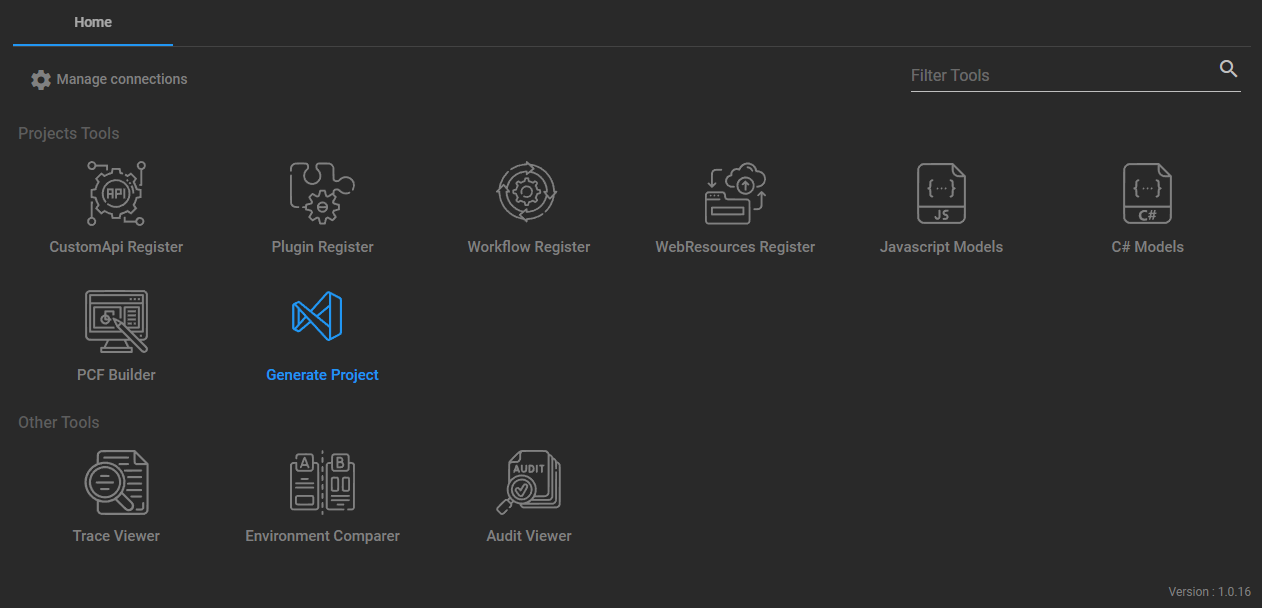 Home
Manage connections
Filter Tools
Projects Tools
API
JS
C#
CustomApi Register
Plugin Register
Workflow Register
WebResources Register
Javascript Models
C# Models
PCF Builder
Generate Project
Other Tools
A
B
AUDIT
Trace Viewer
Environment Comparer
Audit Viewer
Version : 1.0.16